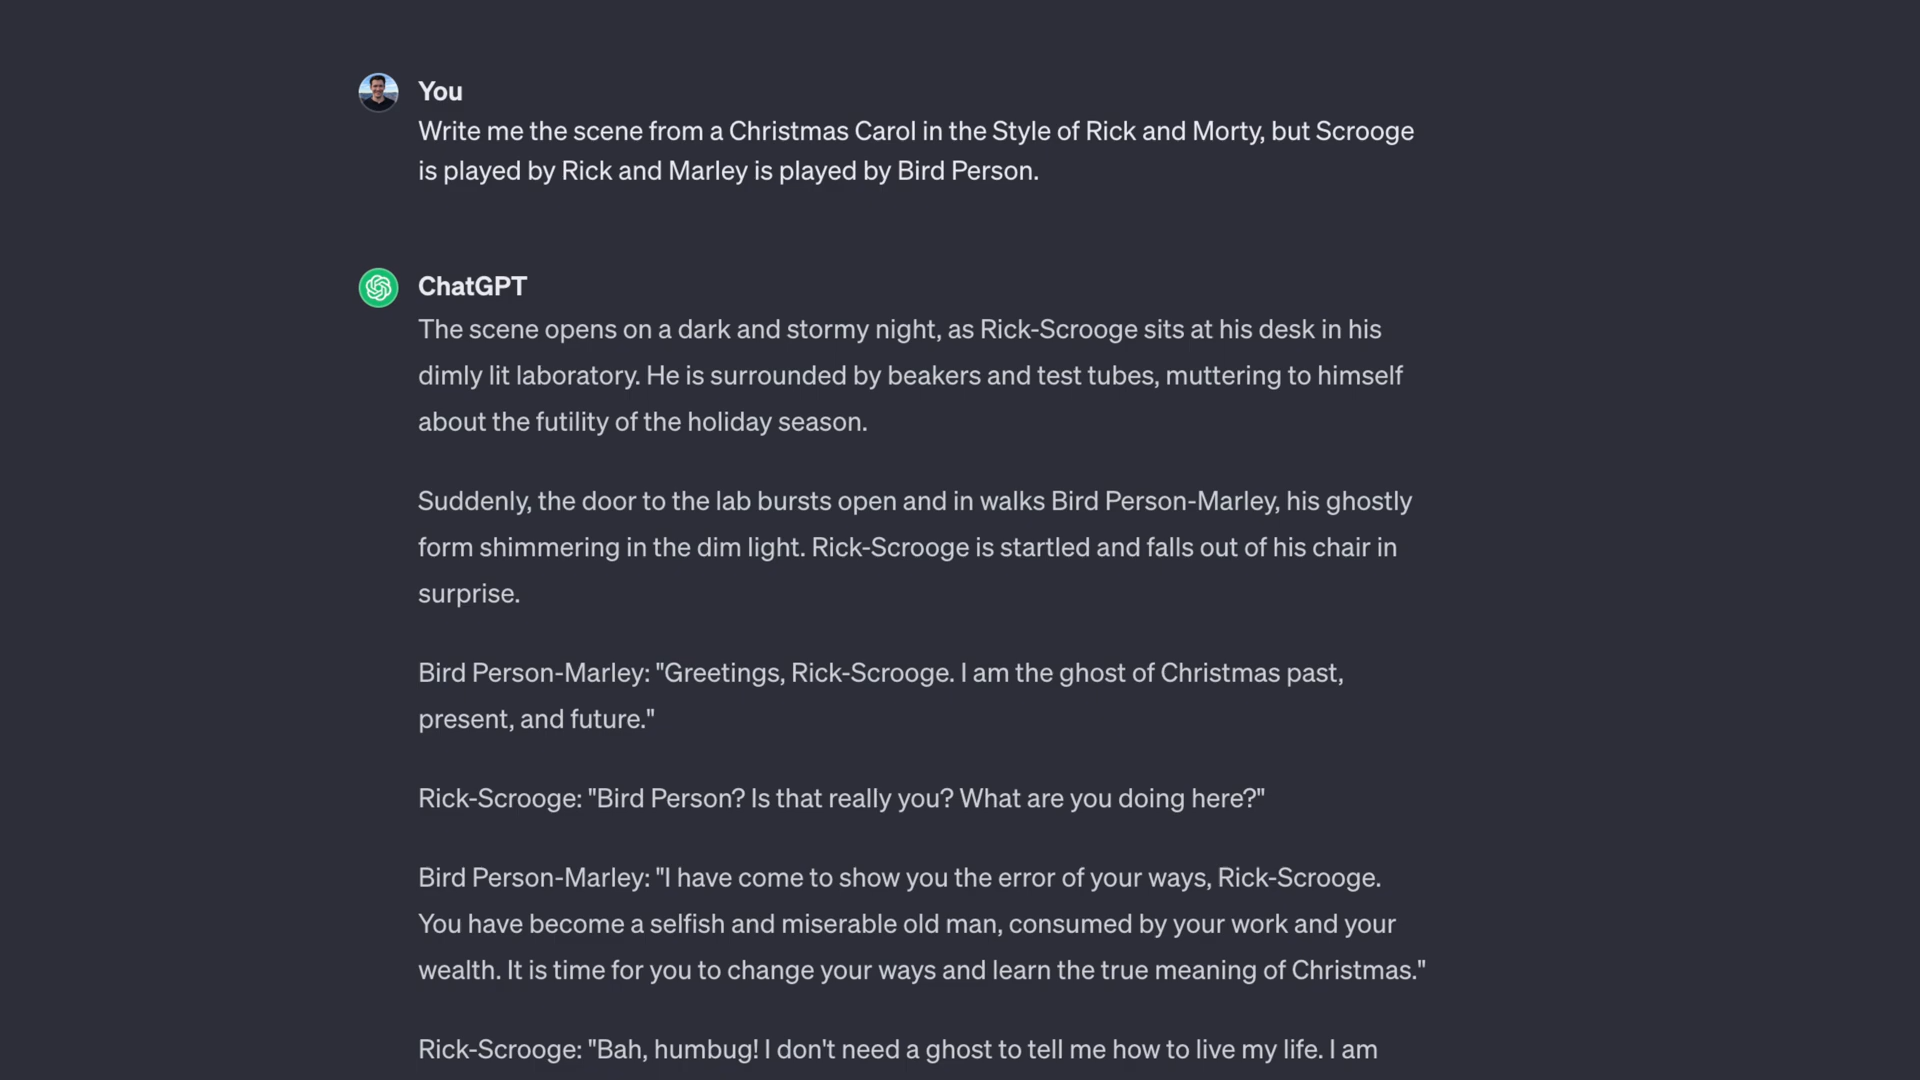 You
Write me the scene from a Christmas Carol in the Style of Rick and Morty, but Scrooge
is played by Rick and Marley is played by Bird Person.
ChatGPT
The scene opens on a dark and stormy night, as Rick-Scrooge sits at his desk in his
dimly lit laboratory. He is surrounded by beakers and test tubes, muttering to himself
about the futility of the holiday season.
Suddenly, the door to the lab bursts open and in walks Bird Person-Marley, his ghostly
form shimmering in the dim light. Rick-Scrooge is startled and falls out of his chair in
surprise.
Bird Person-Marley: "Greetings, Rick-Scrooge. I am the ghost of Christmas past,
present, and future."
Rick-Scrooge: "Bird Person? Is that really you? What are you doing here?"
Bird Person-Marley: "I have come to show you the error of your ways, Rick-Scrooge.
You have become a selfish and miserable old man, consumed by your work and your
wealth. It is time for you to change your ways and learn the true meaning of Christmas."
Rick-Scrooge: "Bah, humbug! I don't need a ghost to tell me how to live my life. I am